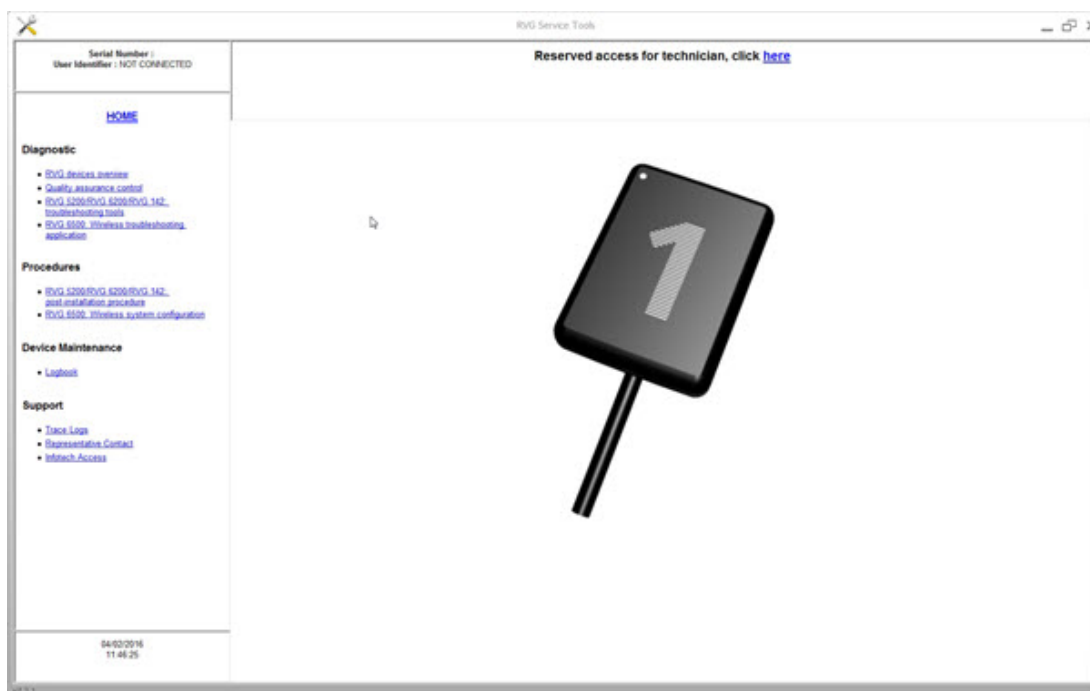 RVG Service Tools
Serial Number :
User Identifier : NOT CONNECTED
Reserved access for technician, click here
HOME
Diagnostic
RVG devices overview
Quality assurance control
RVG 5200/RVG 6200/RVG 142:
troubleshooting tools
RVG 6500: Wireless troubleshooting
application
Procedures
RVG 5200/RVG 6200/RVG 142:
post-installation procedure
RVG 6500: Wireless system configuration
Device Maintenance
Logbook
Support
Trace Logs
Representative Contact
Infotech Access
1
04/02/2016
11:46:25